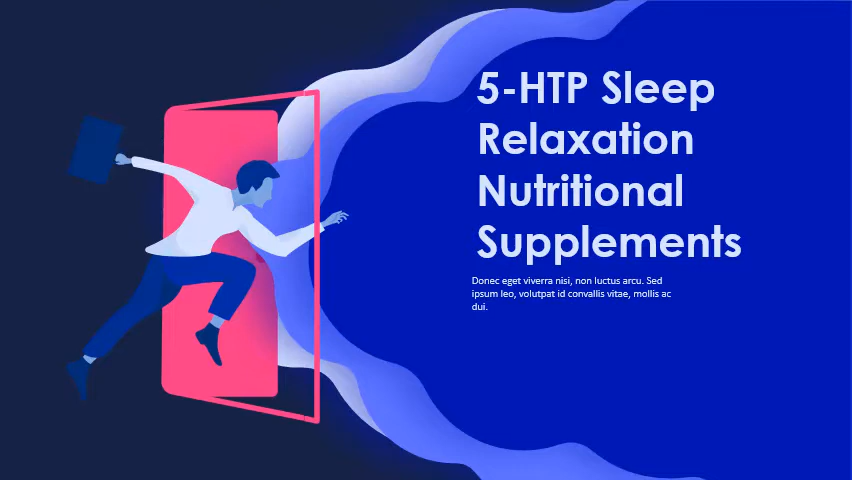 5-HTP Sleep
Relaxation
Nutritional
Supplements
Donec eget viverra nisi, non luctus arcu. Sed
ipsum leo, volutpat id convallis vitae, mollis ac
dui.